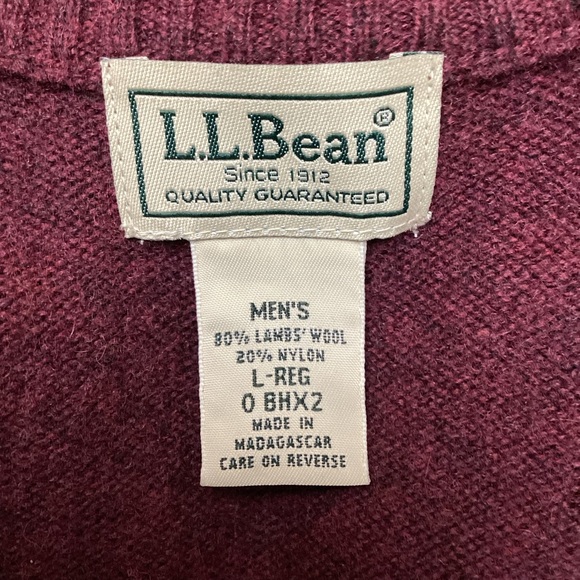 L.L.Bean®
Since 1912
QUALITY GUARANTEED
MEN'S
80% LAMBS' WOOL
20% NYLON
L-REG
0 BHX2
MADE IN
MADAGASCAR
CARE ON REVERSE